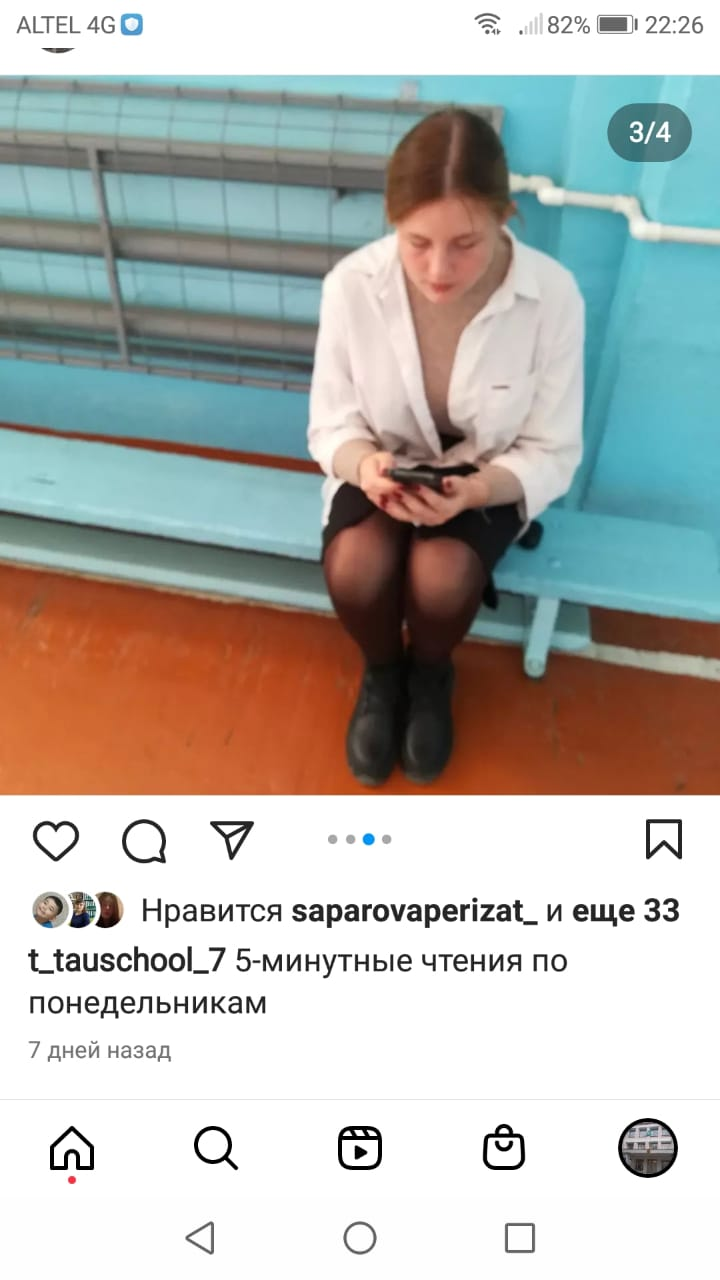 ALTEL 4G 82% 22:26
3/4
Нравится saparovaperizat_ и еще 33
t_tauschool_7 5-минутные чтения по
понедельникам
7 дней назад